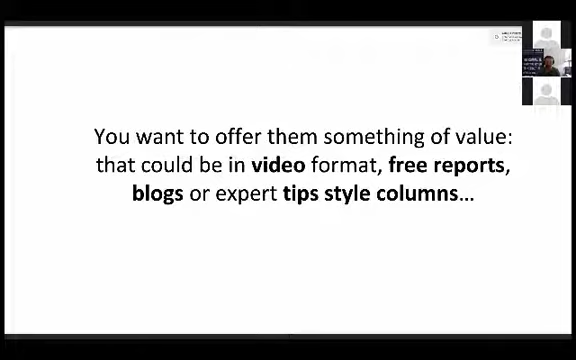 You want to offer them something of value:
that could be in video format, free reports,
blogs or expert tips style columns...